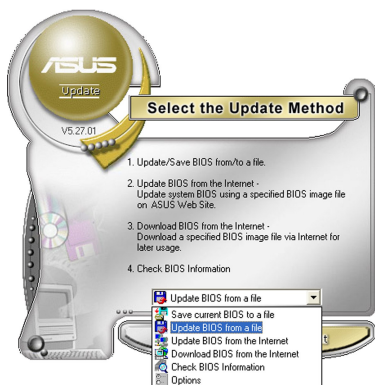 ASUS
Update
V5.27.01
Select the Update Method
1. Update/Save BIOS from/to a file.
2. Update BIOS from the Internet -
Update system BIOS using a specified BIOS image file
on ASUS Web Site.
3. Download BIOS from the Internet -
Download a specified BIOS image file via Internet for
later usage.
4. Check BIOS Information
Update BIOS from a file
Save current BIOS to a file
Update BIOS from a file
Update BIOS from the Internet
Download BIOS from the Internet
Check BIOS Information
Options